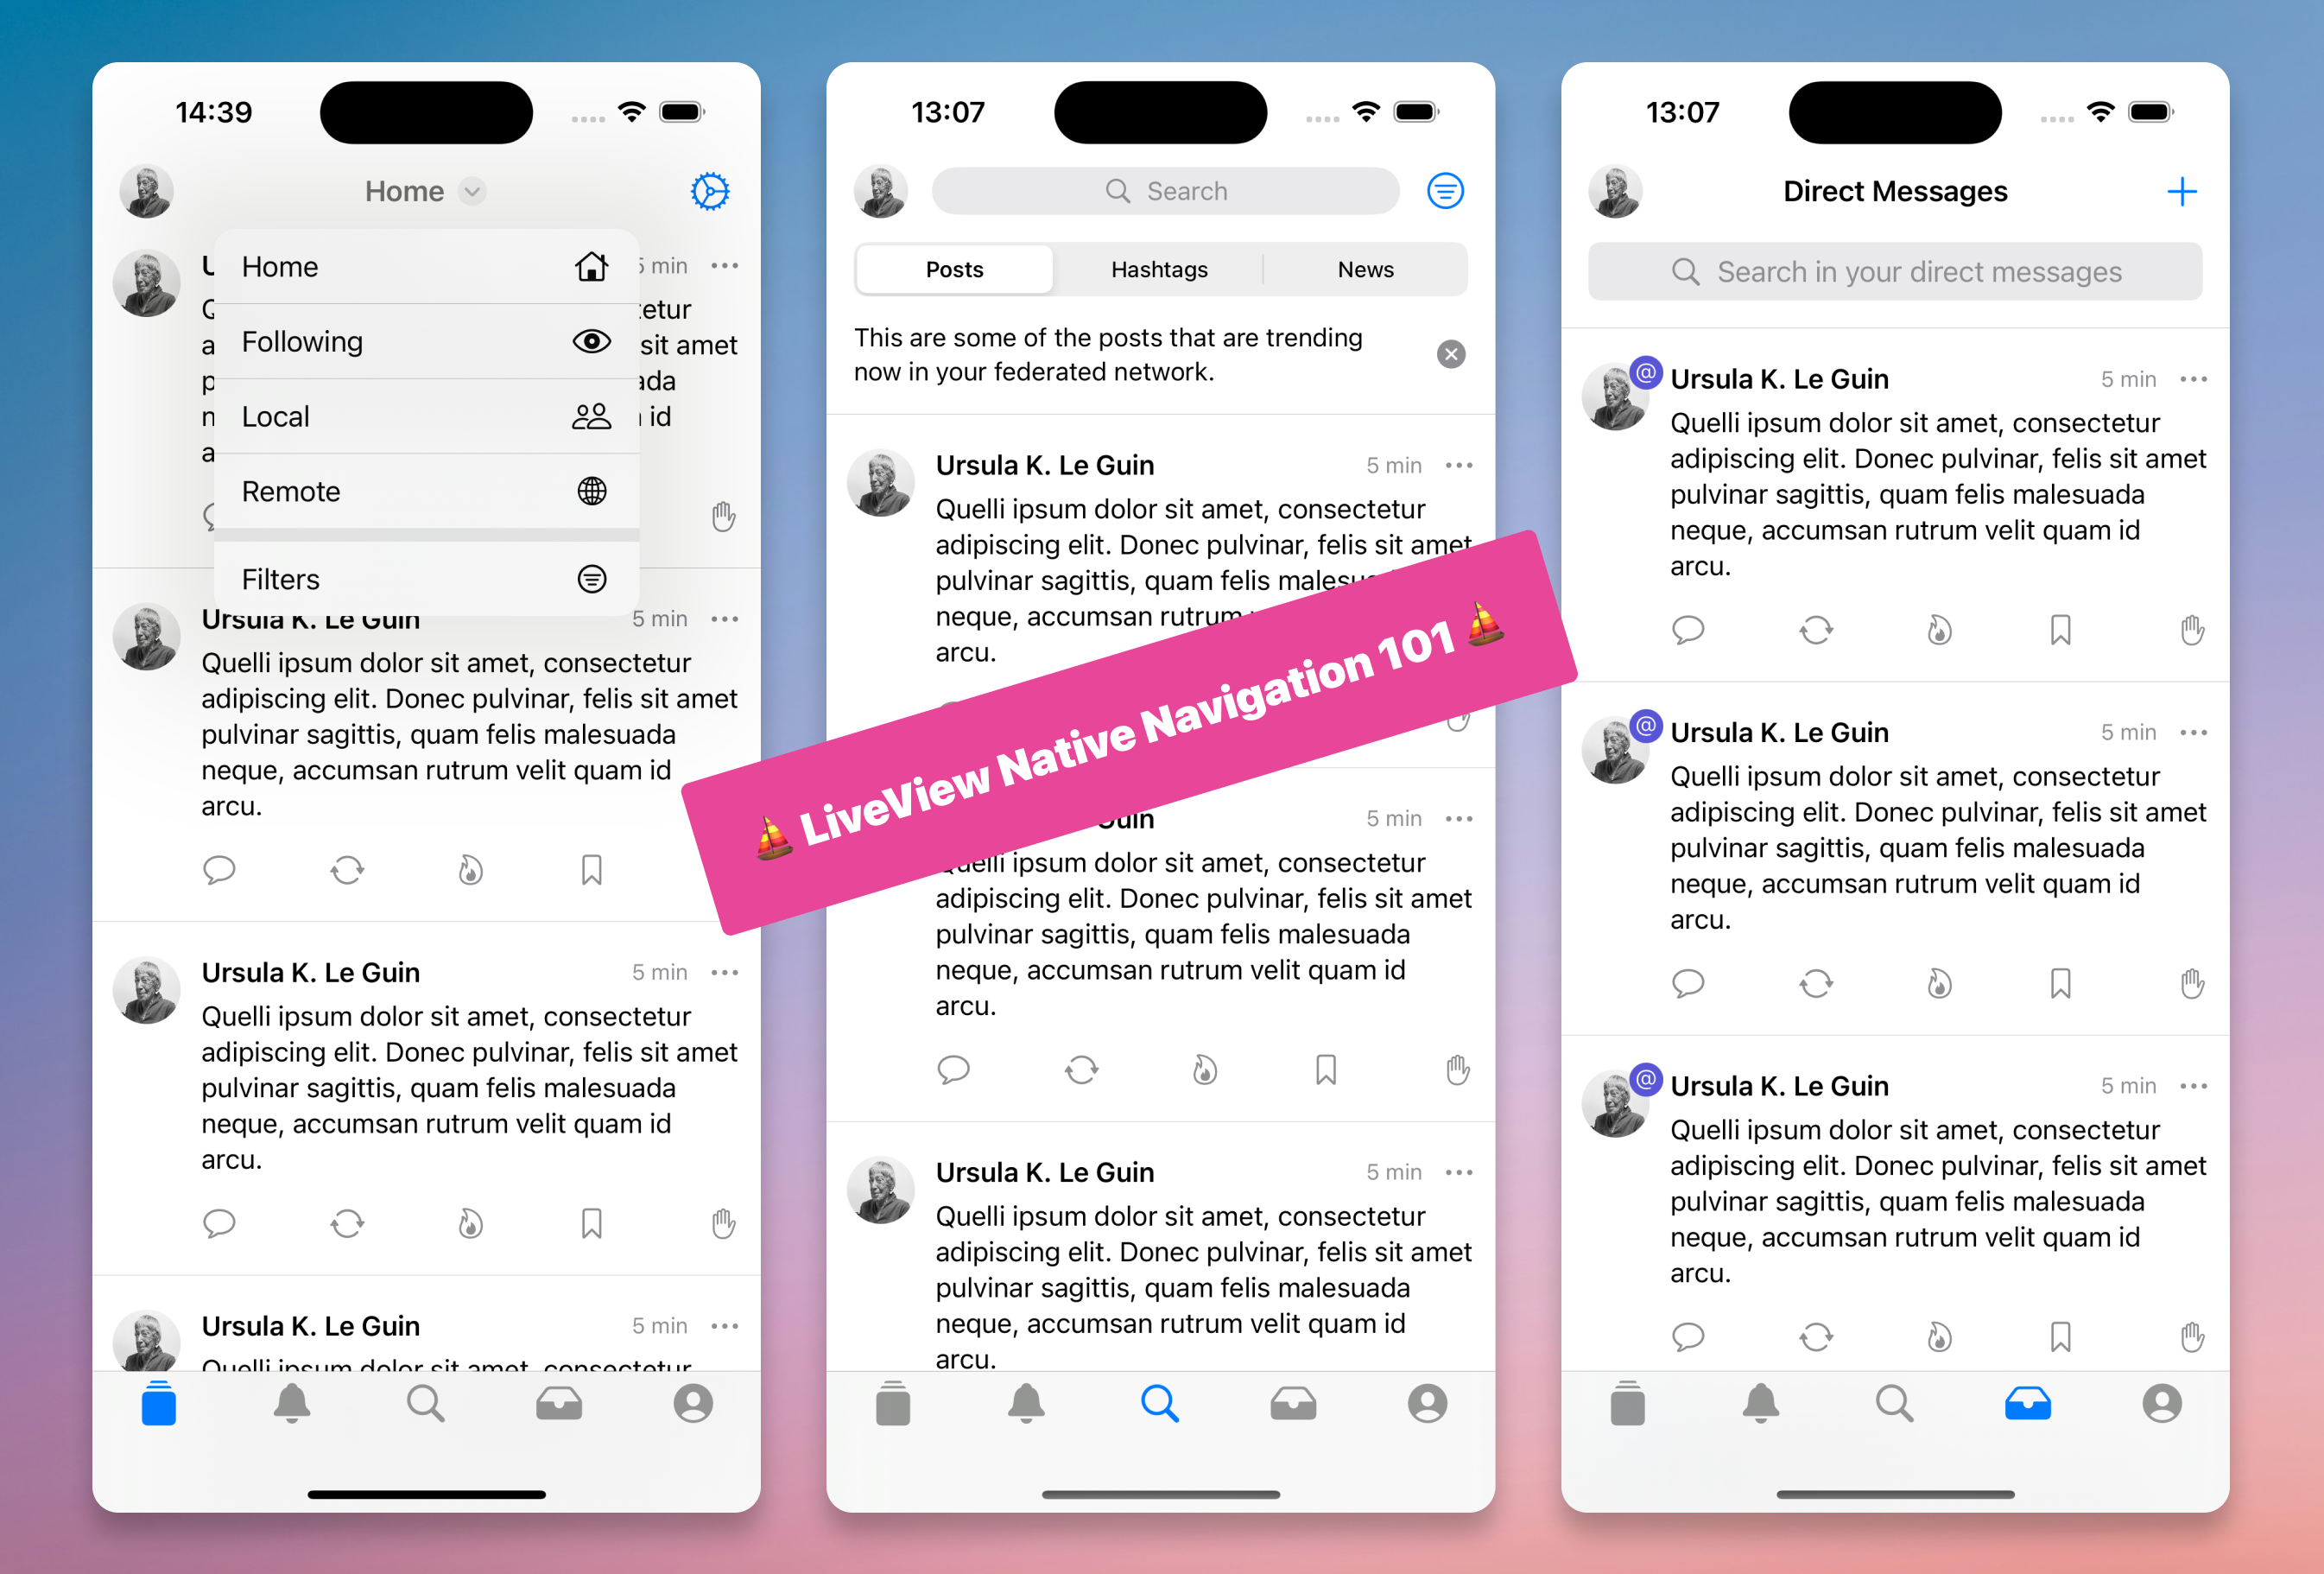 14:39
Home
U
5 min
Home
Following
Local
Remote
Filters
etur
sit amet
ada
id
a
p
n
a
Ursula K. Le Guin
5 min
Quelli ipsum dolor sit amet, consectetur
adipiscing elit. Donec pulvinar, felis sit amet
pulvinar sagittis, quam felis malesuada
neque, accumsan rutrum velit quam id
arcu.
Ursula K. Le Guin
5 min
Quelli ipsum dolor sit amet, consectetur
adipiscing elit. Donec pulvinar, felis sit amet
pulvinar sagittis, quam felis malesuada
neque, accumsan rutrum velit quam id
arcu.
Ursula K. Le Guin
5 min
Quelli ipsum dolor sit amet, consectetur
13:07
Search
Posts
Hashtags
News
This are some of the posts that are trending
now in your federated network.
Ursula K. Le Guin
5 min
Quelli ipsum dolor sit amet, consectetur
adipiscing elit. Donec pulvinar, felis sit amet
pulvinar sagittis, quam felis
neque, accumsan rutrum
arcu.
LiveView Native Navigation 101
5 min
Quelli ipsum dolor sit amet, consectetur
adipiscing elit. Donec pulvinar, felis sit amet
pulvinar sagittis, quam felis malesuada
neque, accumsan rutrum velit quam id
arcu.
Ursula K. Le Guin
5 min
Quelli ipsum dolor sit amet, consectetur
adipiscing elit. Donec pulvinar, felis sit amet
pulvinar sagittis, quam felis malesuada
neque, accumsan rutrum velit quam id
arcu.
13:07
Direct Messages
Search in your direct messages
@
Ursula K. Le Guin
5 min
Quelli ipsum dolor sit amet, consectetur
adipiscing elit. Donec pulvinar, felis sit amet
pulvinar sagittis, quam felis malesuada
neque, accumsan rutrum velit quam id
arcu.
@
Ursula K. Le Guin
5 min
Quelli ipsum dolor sit amet, consectetur
adipiscing elit. Donec pulvinar, felis sit amet
pulvinar sagittis, quam felis malesuada
neque, accumsan rutrum velit quam id
arcu.
@
Ursula K. Le Guin
5 min
Quelli ipsum dolor sit amet, consectetur
adipiscing elit. Donec pulvinar, felis sit amet
pulvinar sagittis, quam felis malesuada
neque, accumsan rutrum velit quam id
arcu.